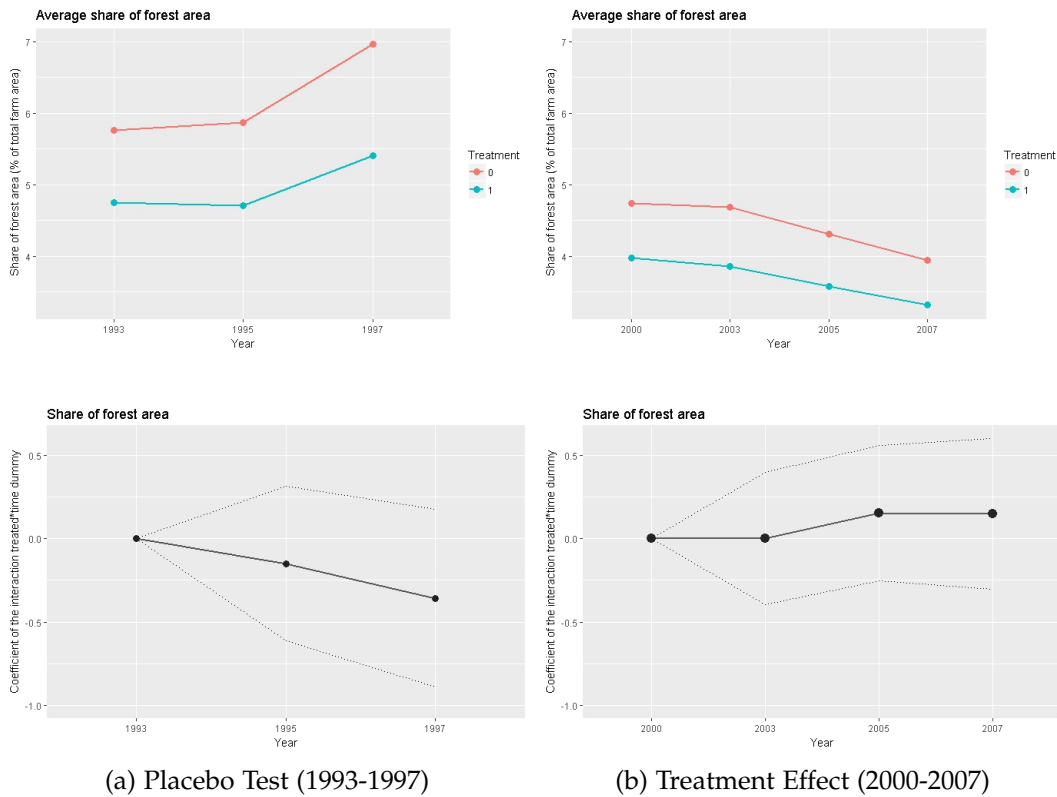 Average share of forest area
Share of forest area (% of total farm area)
7
6
5
4
1993
1995
1997
Year
Treatment
0
1
Average share of forest area
Share of forest area (% of total farm area)
7
6
5
4
2000
2003
2005
2007
Year
Treatment
0
1
Share of forest area
Coefficient of the interaction treated*time dummy
0.5
0.0
-0.5
-1.0
1993
1995
1997
Year
Share of forest area
Coefficient of the interaction treated*time dummy
0.5
0.0
-0.5
-1.0
2000
2003
2005
2007
Year
(a) Placebo Test (1993-1997)
(b) Treatment Effect (2000-2007)